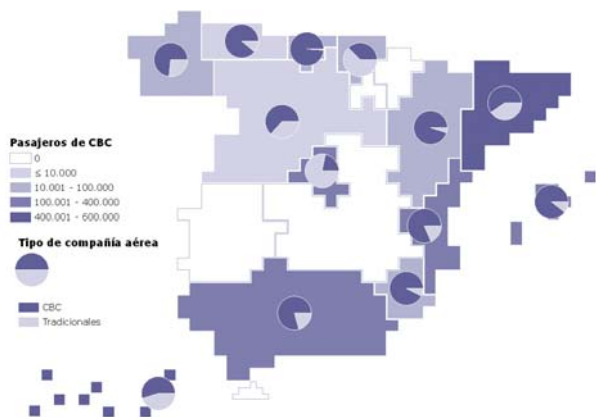 Pasajeros de CBC
0
≤ 10.000
10.001 - 100.000
100.001 - 400.000
400.001 - 600.000
Tipo de compañía aérea
CBC
Tradicionales